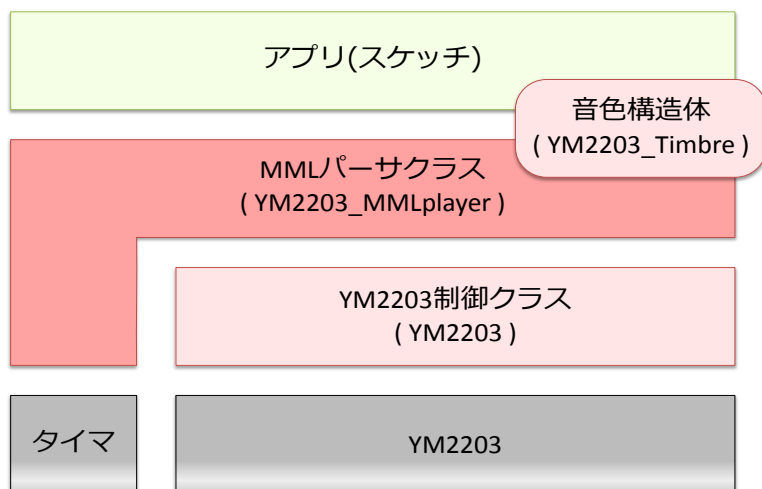 アプリ(スケッチ)
音色構造体
( YM2203_Timbre )
MMLパーサクラス
( YM2203_MMLplayer )
YM2203制御クラス
( YM2203 )
タイマ
YM2203